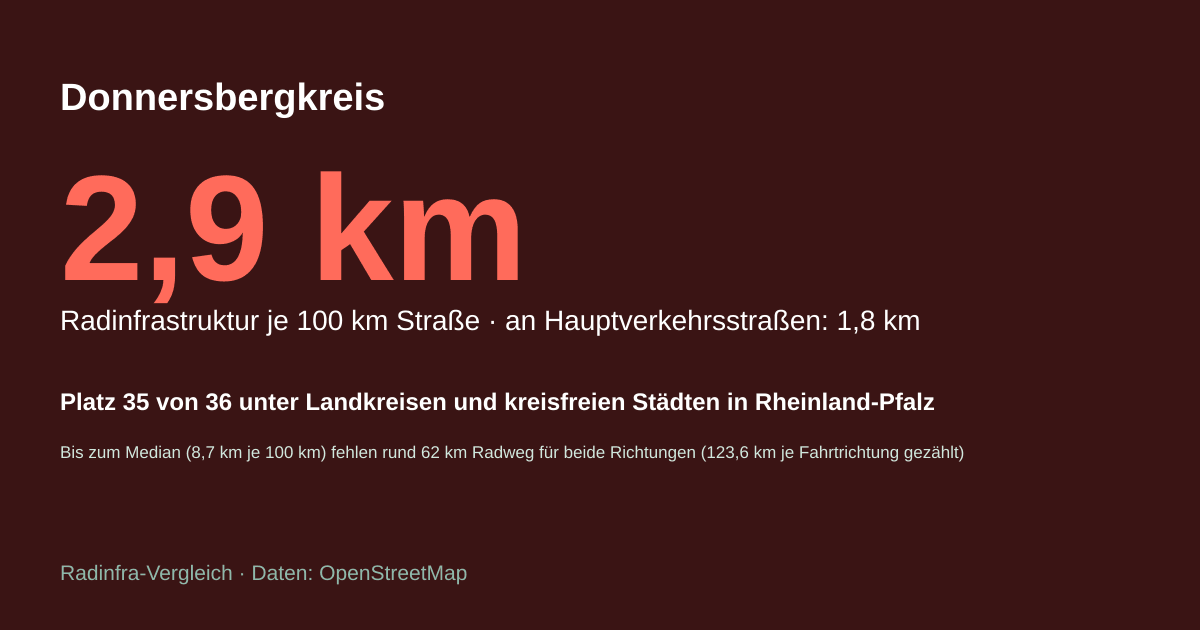 Donnersbergkreis
2,9 km
Radinfrastruktur je 100 km Straße · an Hauptverkehrsstraßen: 1,8 km
Platz 35 von 36 unter Landkreisen und kreisfreien Städten in Rheinland-Pfalz
Bis zum Median (8,7 km je 100 km) fehlen rund 62 km Radweg für beide Richtungen (123,6 km je Fahrtrichtung gezählt)
Radinfra-Vergleich · Daten: OpenStreetMap